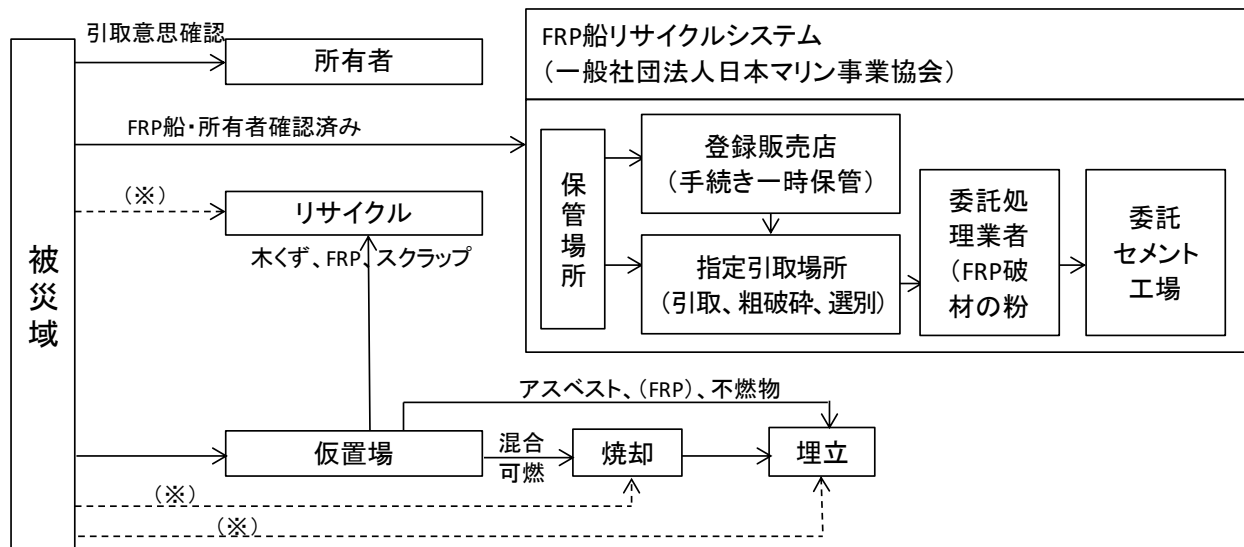 引取意思確認
所有者
FRP船リサイクルシステム
（一般社団法人日本マリン事業協会）
FRP船・所有者確認済み
保管場所
登録販売店
（手続き一時保管）
指定引取場所
（引取、粗破砕、選別）
委託処
理業者
（FRP破
材の粉
委託
セメント
工場
（※）
リサイクル
木くず、FRP、スクラップ
被災域
アスベスト、（FRP）、不燃物
仮置場
混合
可燃
焼却
埋立
（※）
（※）